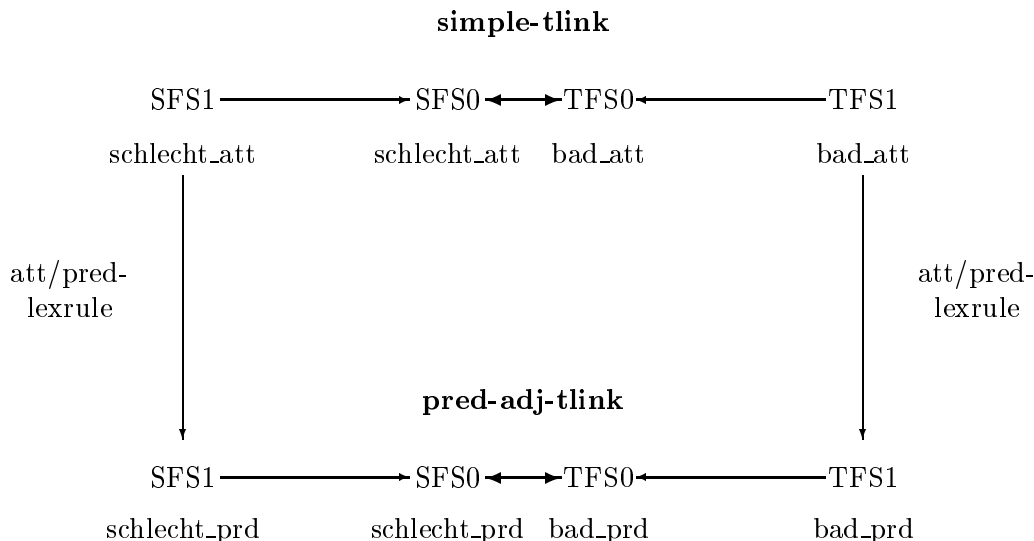 simple-tlink
SFS1 SFS0 TFS0 TFS1
schlecht_att schlecht_att bad_att bad_att
att/pred-
lexrule
att/pred-
lexrule
pred-adj-tlink
SFS1 SFS0 TFS0 TFS1
schlecht_prd schlecht_prd bad_prd bad_prd